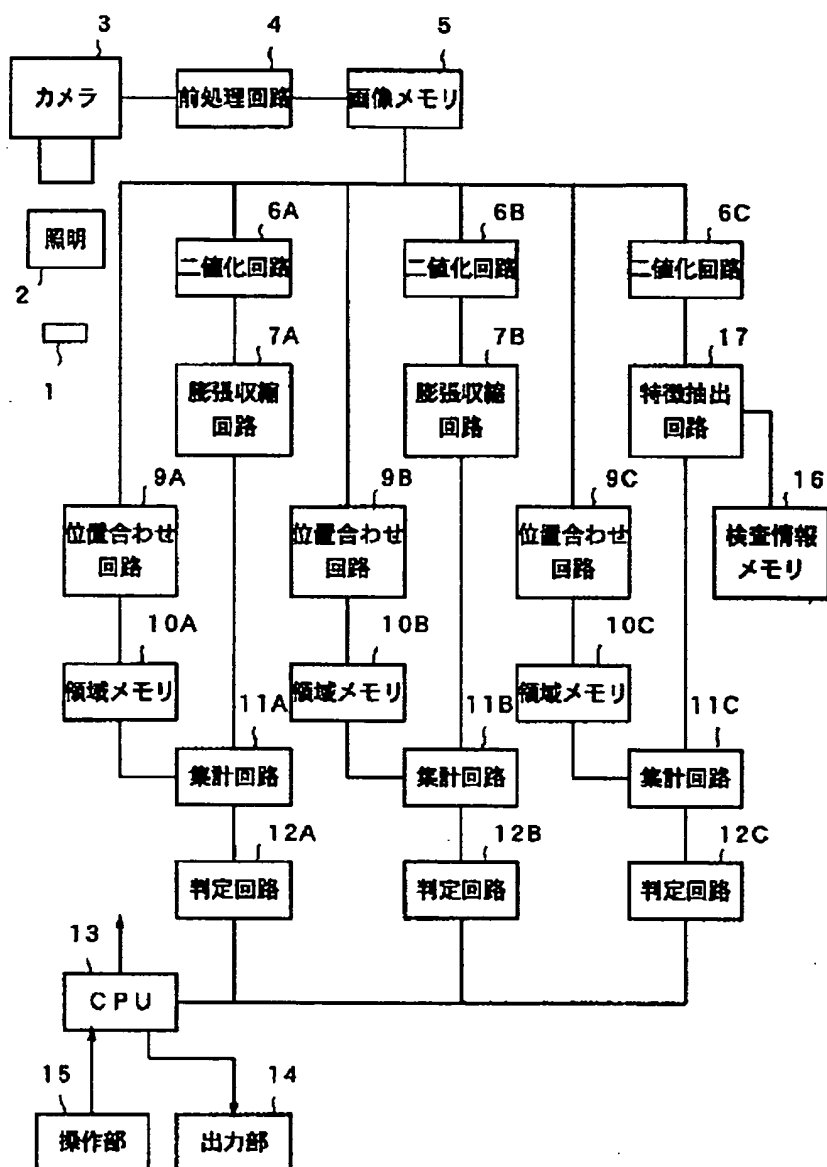 3
4
5
カメラ
前処理回路
画像メモリ
6A
6B
6C
照明
二値化回路
二値化回路
二値化回路
2
7A
7B
17
1
膨張収縮
回路
膨張収縮
回路
特徴抽出
回路
9A
9B
9C
16
位置合わせ
回路
位置合わせ
回路
位置合わせ
回路
検査情報
メモリ
10A
10B
10C
領域メモリ
領域メモリ
領域メモリ
11A
11B
11C
集計回路
集計回路
集計回路
12A
12B
12C
判定回路
判定回路
判定回路
13
CPU
15
14
操作部
出力部